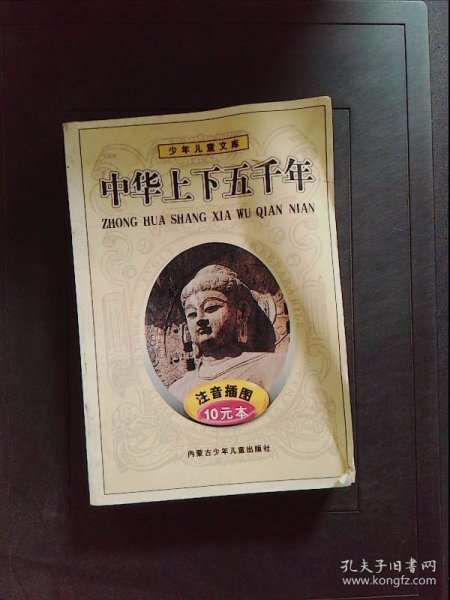 少年儿童文库
中华上下五千年
ZHONG HUA SHANG XIA WU QIAN NIAN
注音插图
10元本
内蒙古少年儿童出版社
孔夫子旧书网
www.kongfz.com